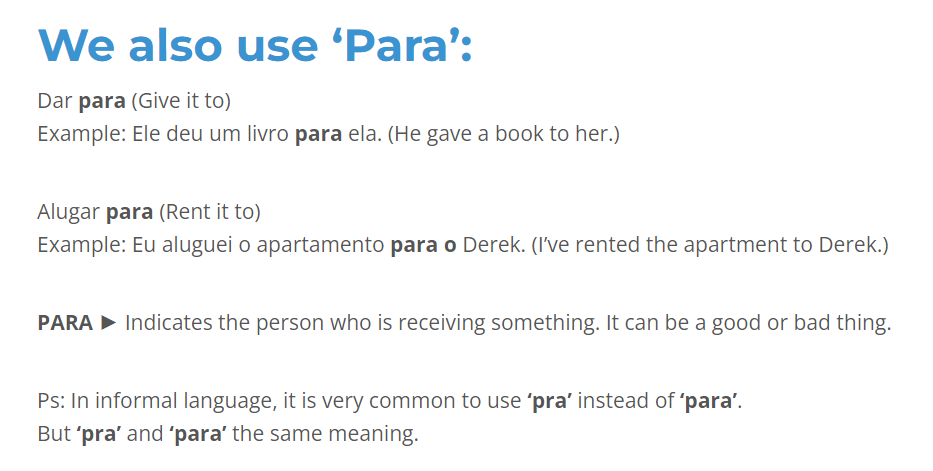 We also use ‘Para’:
Dar para (Give it to)
Example: Ele deu um livro para ela. (He gave a book to her.)
Alugar para (Rent it to)
Example: Eu aluguei o apartamento para o Derek. (I’ve rented the apartment to Derek.)
PARA ► Indicates the person who is receiving something. It can be a good or bad thing.
Ps: In informal language, it is very common to use ‘pra’ instead of ‘para’.
But ‘pra’ and ‘para’ the same meaning.